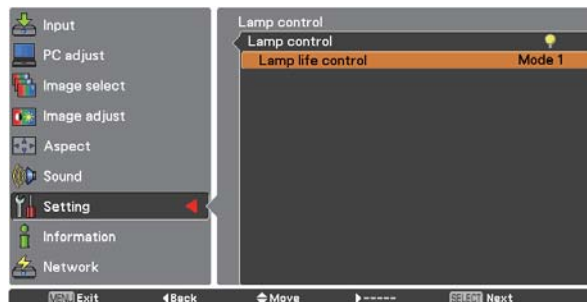 Input
PC adjust
Image select
Image adjust
Aspect
Sound
Setting
Information
Network
Lamp control
Lamp control
Lamp life control Mode 1
MENU Exit Back Move ----- SELECT Next